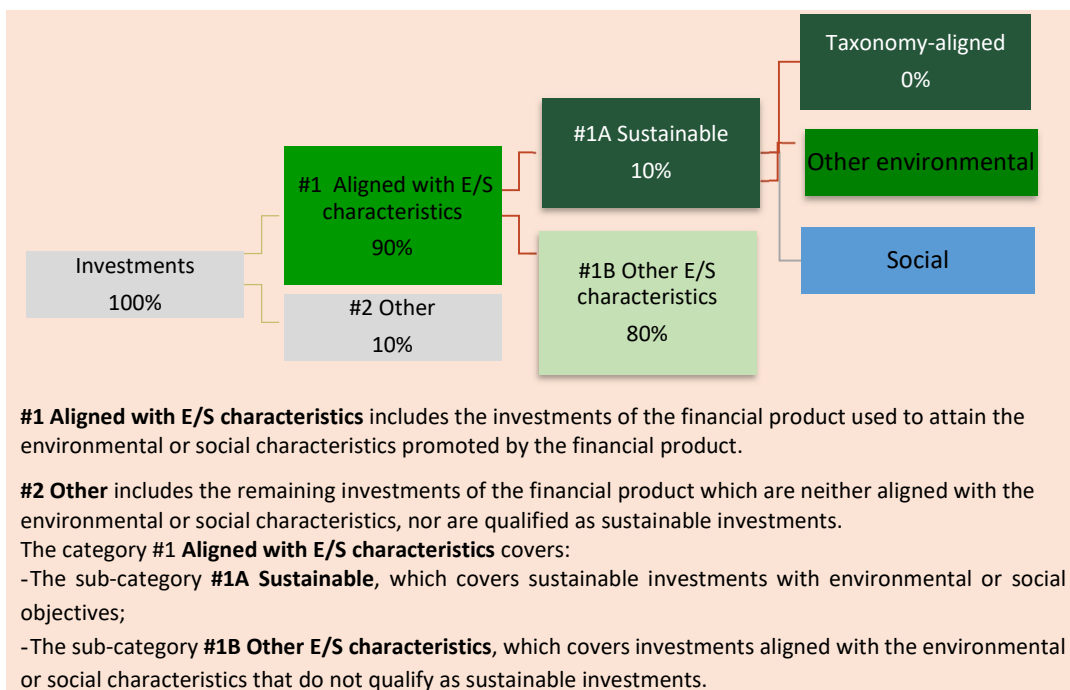 Investments
100%
#1 Aligned with E/S
characteristics
90%
#2 Other
10%
#1A Sustainable
10%
#1B Other E/S
characteristics
80%
Taxonomy-aligned
0%
Other environmental
Social
#1 Aligned with E/S characteristics includes the investments of the financial product used to attain the
environmental or social characteristics promoted by the financial product.
#2 Other includes the remaining investments of the financial product which are neither aligned with the
environmental or social characteristics, nor are qualified as sustainable investments.
The category #1 Aligned with E/S characteristics covers:
-The sub-category #1A Sustainable, which covers sustainable investments with environmental or social
objectives;
-The sub-category #1B Other E/S characteristics, which covers investments aligned with the environmental
or social characteristics that do not qualify as sustainable investments.